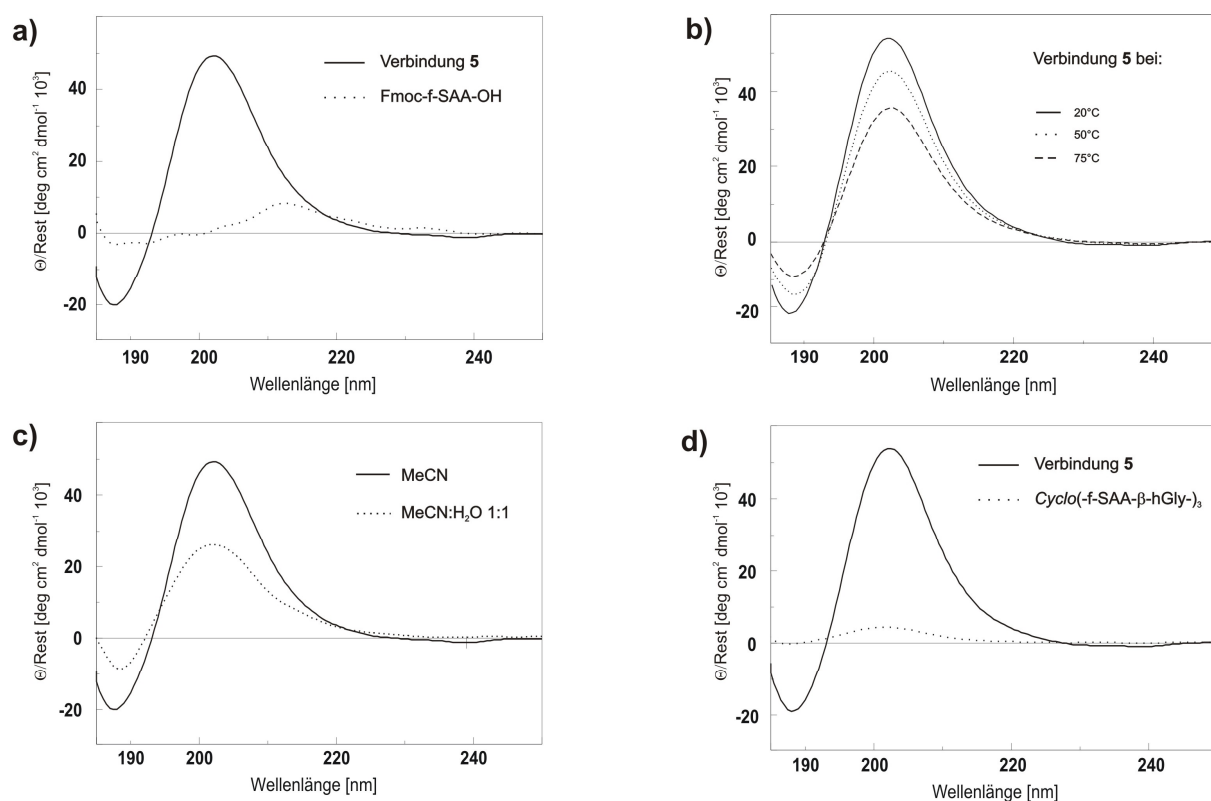 a)
Θ/Rest [deg cm² dmol⁻¹ 10³]
40
20
0
-20
Verbindung 5
Fmoc-f-SAA-OH
190
200
220
240
Wellenlänge [nm]
b)
Θ/Rest [deg cm² dmol⁻¹ 10³]
40
20
0
-20
Verbindung 5 bei:
20°C
50°C
75°C
190
200
220
240
Wellenlänge [nm]
c)
Θ/Rest [deg cm² dmol⁻¹ 10³]
40
20
0
-20
MeCN
MeCN:H₂O 1:1
190
200
220
240
Wellenlänge [nm]
d)
Θ/Rest [deg cm² dmol⁻¹ 10³]
40
20
0
-20
Verbindung 5
Cyclo(-f-SAA-β-hGly-)₃
190
200
220
240
Wellenlänge [nm]